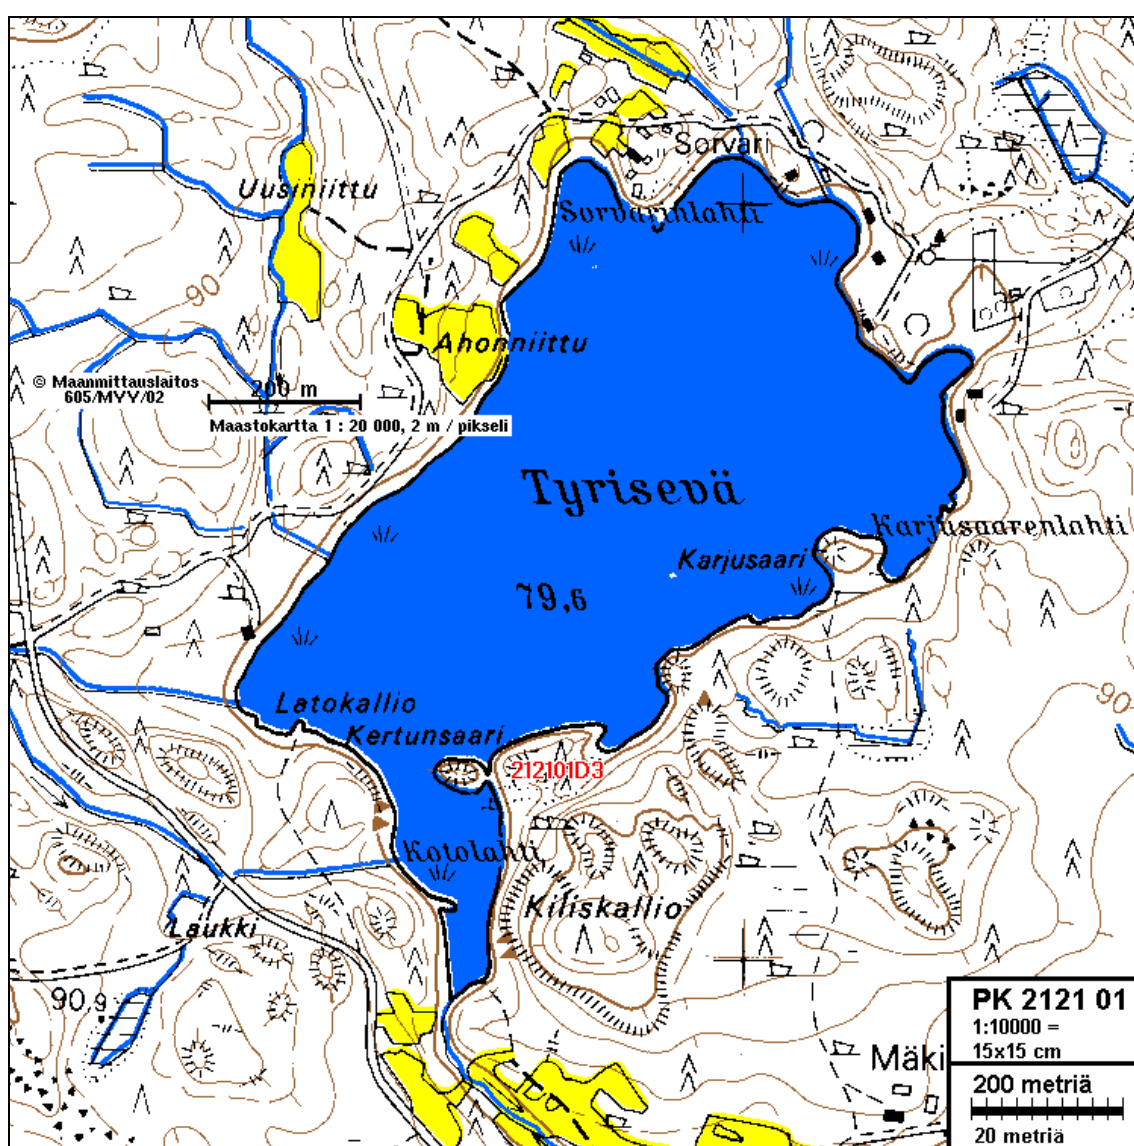 Sorvari
Uusiniittu
Sorvarinlahti
90
Ahonniittu
© Maanmittauslaitos
605/MYY/02
200 m
Maastokartta 1 : 20 000, 2 m / pikseli
Tyrisevä
Karjusaarenlahti
Karjusaari
79,6
Latokallio
Kertunsaari
90
212101D3
Kotolahti
Kiliskallio
Laukki
90,9
PK 2121 01
1:10000 =
15x15 cm
Mäki
200 metriä
20 metriä